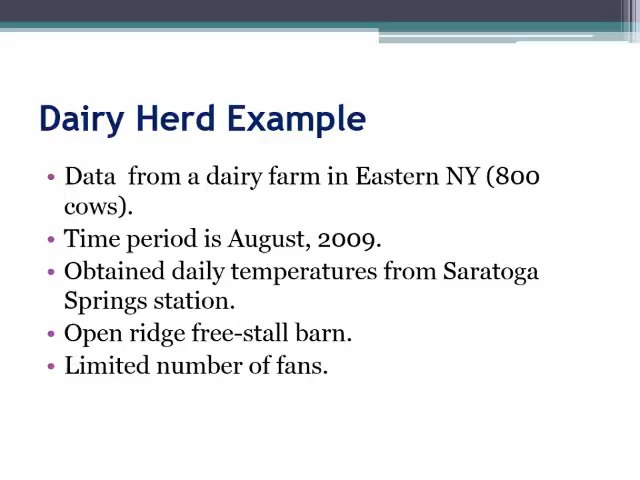 Dairy Herd Example
• Data  from a dairy farm in Eastern NY (800
cows).
• Time period is August, 2009.
• Obtained daily temperatures from Saratoga
Springs station.
• Open ridge free-stall barn.
• Limited number of fans.